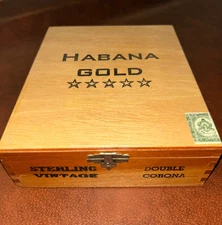 HABANA
GOLD
☆☆☆☆☆
STERLING
VINTAGE
DOUBLE
CORONA